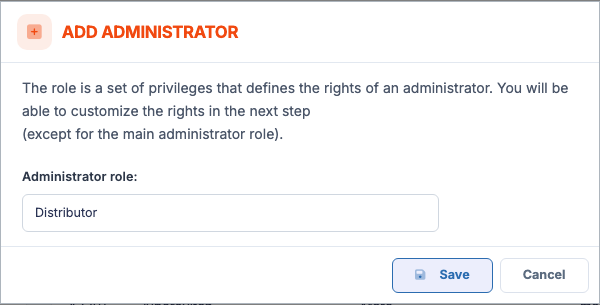 ADD ADMINISTRATOR
The role is a set of privileges that defines the rights of an administrator. You will be
able to customize the rights in the next step
(except for the main administrator role).
Administrator role:
Distributor
Save
Cancel